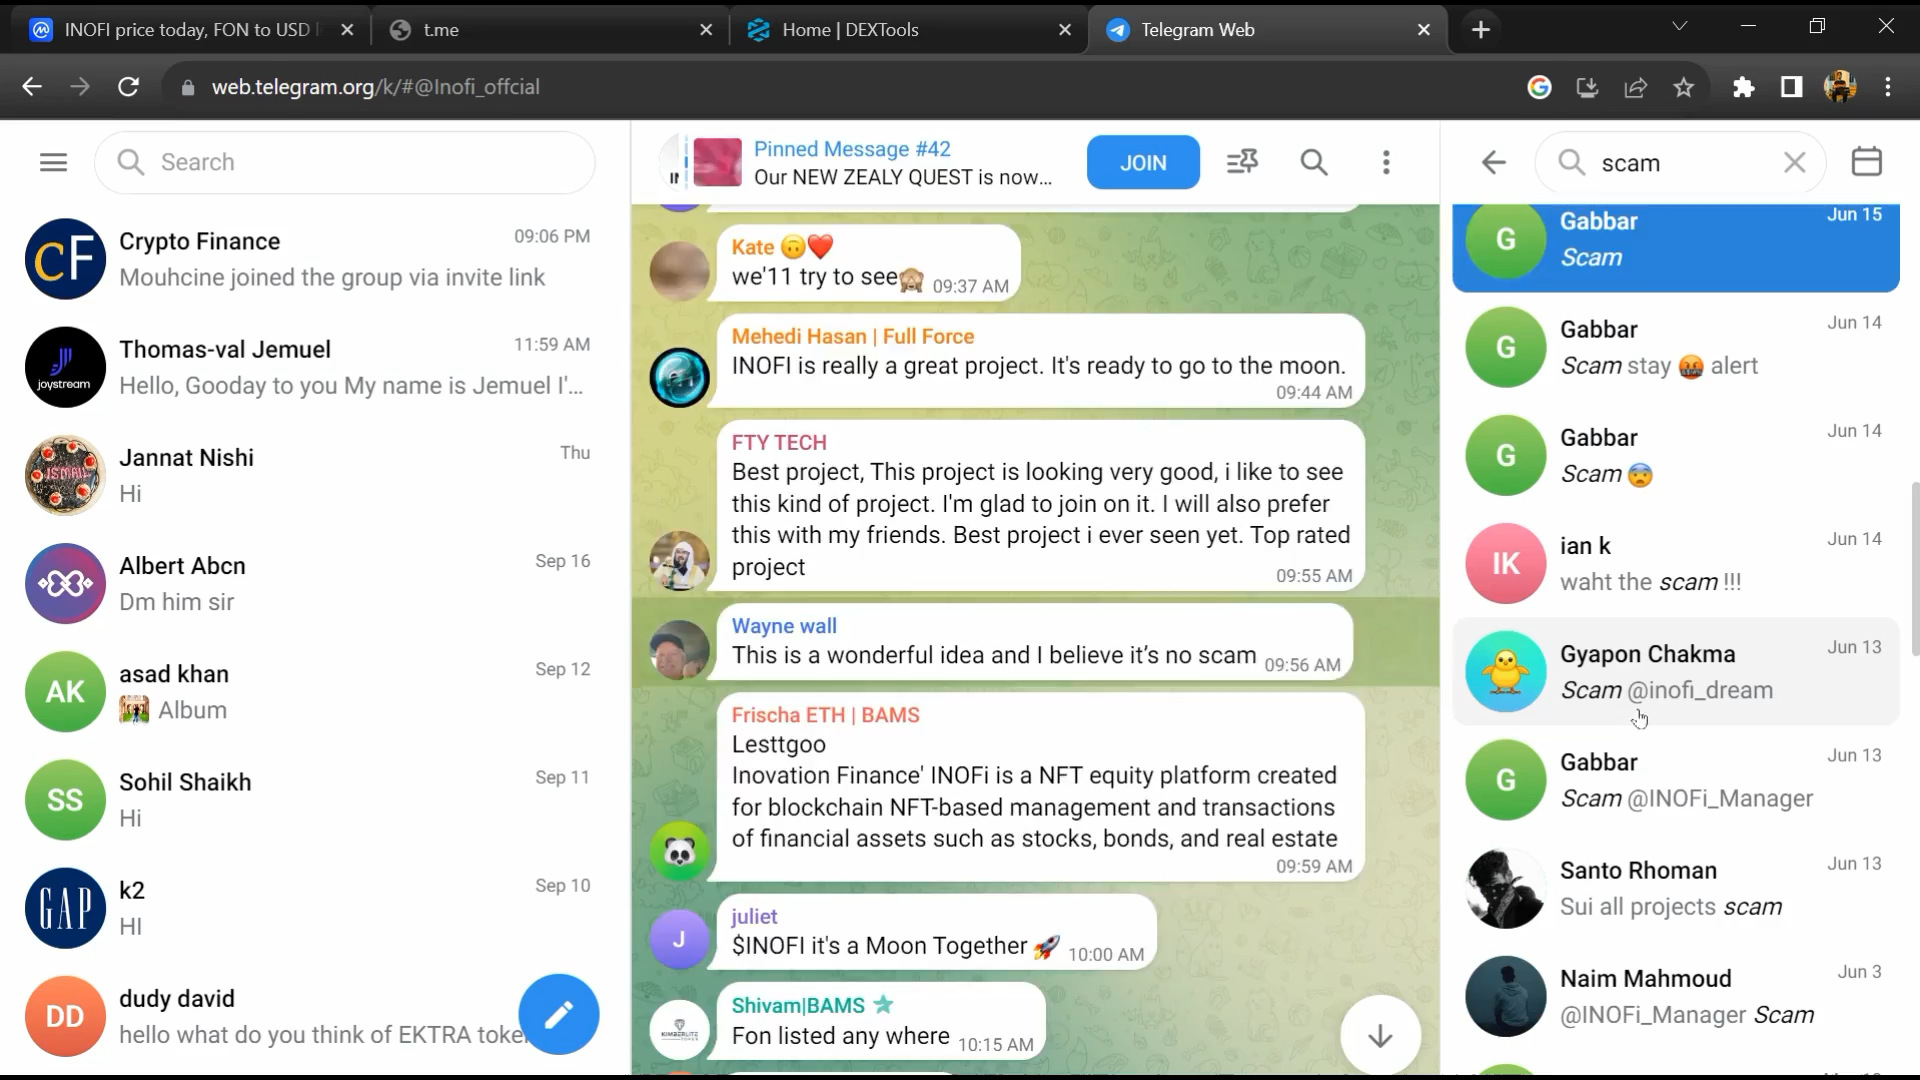 INOFI price today, FON to USD
t.me
Home | DEXTools
Telegram Web
web.telegram.org/k/#@Inofi_offcial
Search
CF
Crypto Finance
09:06 PM
Mouhcine joined the group via invite link
joystream
Thomas-val Jemuel
11:59 AM
Hello, Gooday to you My name is Jemuel I'...
Jannat Nishi
Thu
Hi
Albert Abcn
Sep 16
Dm him sir
AK
asad khan
Sep 12
Album
SS
Sohil Shaikh
Sep 11
Hi
GAP
k2
Sep 10
HI
DD
dudy david
hello what do you think of EKTRA toke
Pinned Message #42
Our NEW ZEALY QUEST is now...
JOIN
Kate 🙃❤️
we'11 try to see🙈 09:37 AM
Mehedi Hasan | Full Force
INOFI is really a great project. It's ready to go to the moon.
09:44 AM
FTY TECH
Best project, This project is looking very good, i like to see
this kind of project. I'm glad to join on it. I will also prefer
this with my friends. Best project i ever seen yet. Top rated
project
09:55 AM
Wayne wall
This is a wonderful idea and I believe it’s no scam 09:56 AM
Frischa ETH | BAMS
Lesttgoo
Inovation Finance' INOFi is a NFT equity platform created
for blockchain NFT-based management and transactions
of financial assets such as stocks, bonds, and real estate
09:59 AM
J
juliet
$INOFI it's a Moon Together 🚀 10:00 AM
Shivam|BAMS
Fon listed any where 10:15 AM
scam
G
Gabbar
Jun 15
Scam
G
Gabbar
Jun 14
Scam stay 🤬 alert
G
Gabbar
Jun 14
Scam 😨
IK
ian k
Jun 14
waht the scam !!!
Gyapon Chakma
Jun 13
Scam @inofi_dream
G
Gabbar
Jun 13
Scam @INOFi_Manager
Santo Rhoman
Jun 13
Sui all projects scam
Naim Mahmoud
Jun 3
@INOFi_Manager Scam